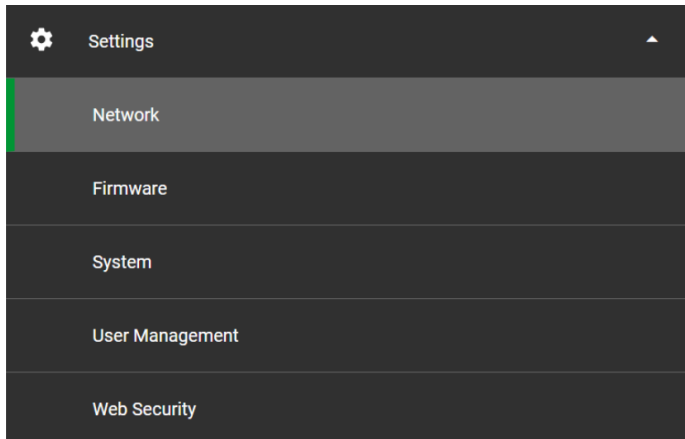 Settings
Network
Firmware
System
User Management
Web Security